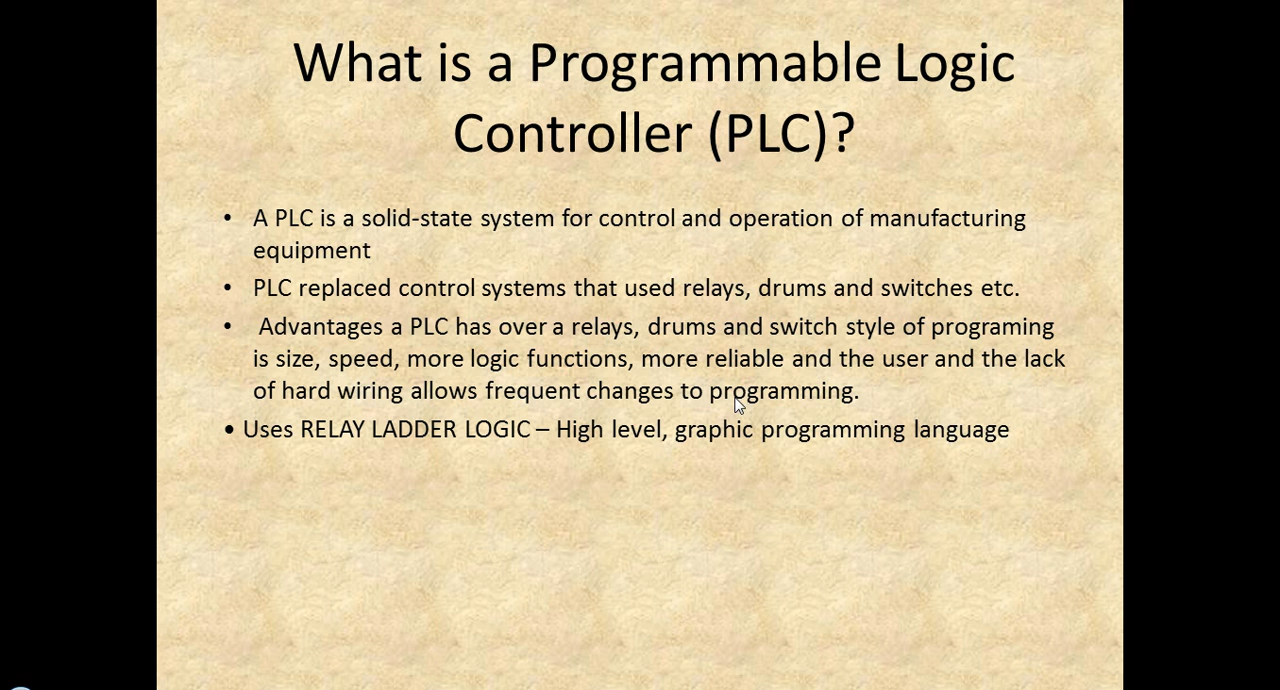 What is a Programmable Logic
Controller (PLC)?
• A PLC is a solid-state system for control and operation of manufacturing
equipment
• PLC replaced control systems that used relays, drums and switches etc.
• Advantages a PLC has over a relays, drums and switch style of programing
is size, speed, more logic functions, more reliable and the user and the lack
of hard wiring allows frequent changes to programming.
• Uses RELAY LADDER LOGIC – High level, graphic programming language